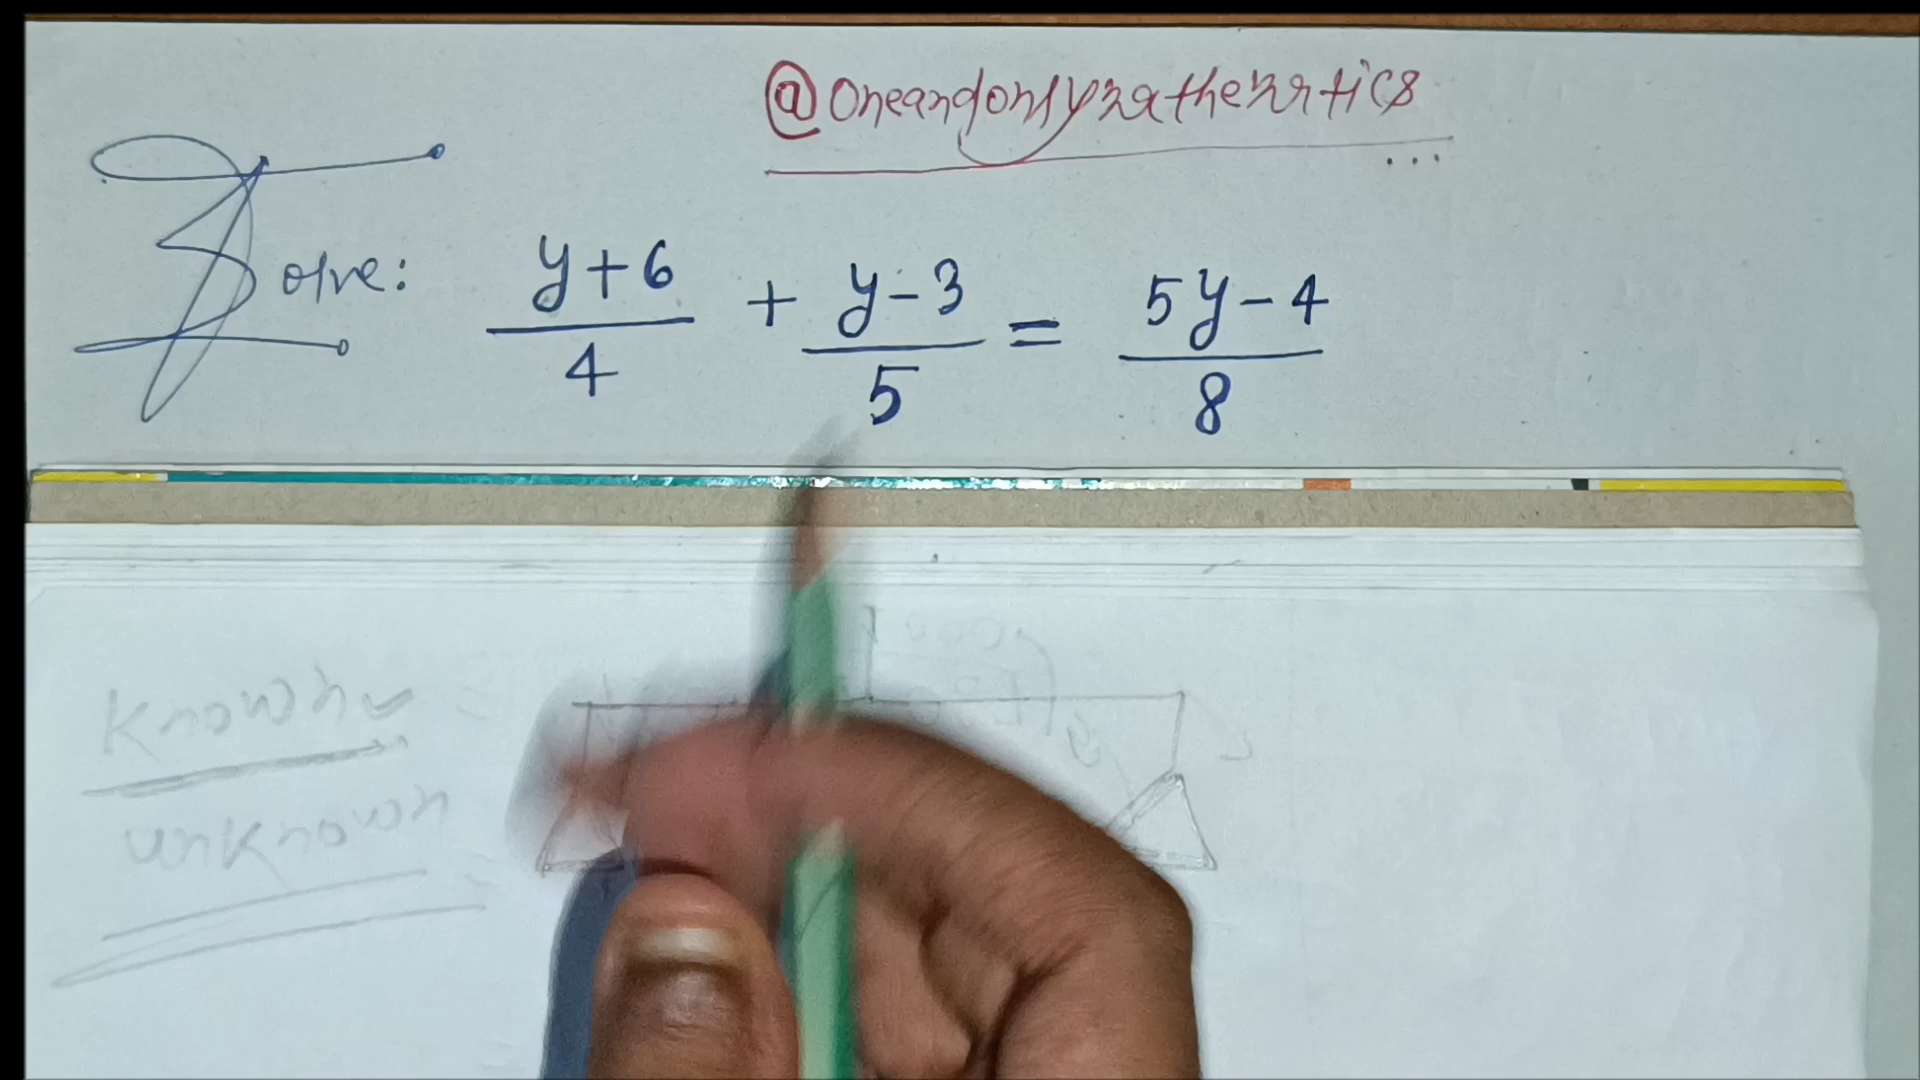 @Oneandonlymathematics
...
Solve: y+6/4 + y-3/5 = 5y-4/8
Known
unknown